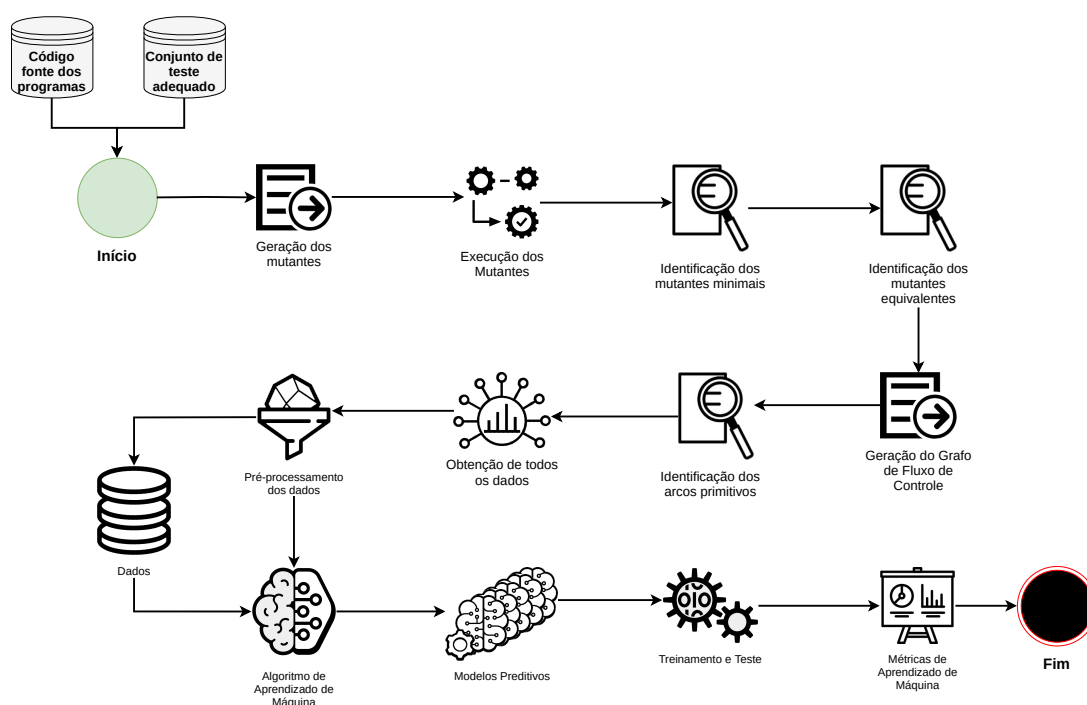 Código
fonte dos
programas
Conjunto de
teste
adequado
Início
Geração dos
mutantes
Execução dos
Mutantes
Identificação dos
mutantes minimais
Identificação dos
mutantes
equivalentes
Pré-processamento
dos dados
Obtenção de todos
os dados
Identificação dos
arcos primitivos
Geração do Grafo
de Fluxo de
Controle
Dados
Algoritmo de
Aprendizado de
Máquina
Modelos Preditivos
Treinamento e Teste
Métricas de
Aprendizado de
Máquina
Fim